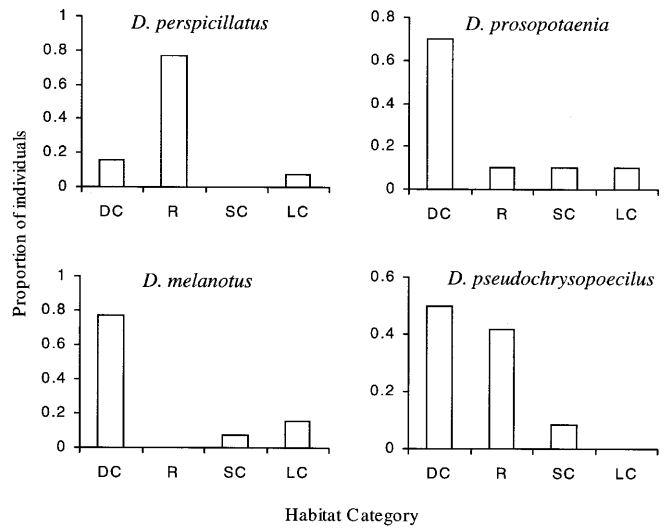 D. perspicillatus
1
0.8
0.6
0.4
0.2
0
DC R SC LC
D. prosopotaenia
0.8
0.6
0.4
0.2
0
DC R SC LC
Proportion of individuals
D. melanotus
1
0.8
0.6
0.4
0.2
0
DC R SC LC
D. pseudochrysopoecilus
0.6
0.4
0.2
0
DC R SC LC
Habitat Category